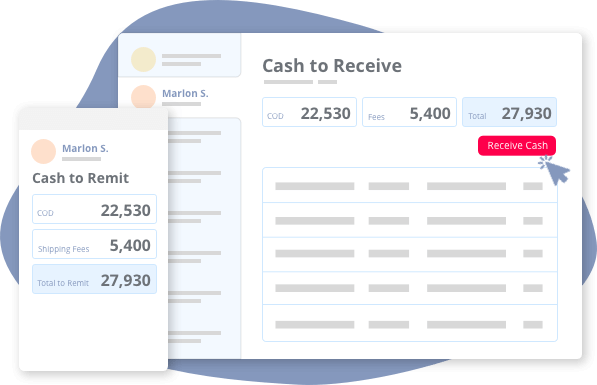 Cash to Receive
Marlon S.
COD 22,530 Fees 5,400 Total 27,930
Receive Cash
Marlon S.
Cash to Remit
COD 22,530
Shipping Fees 5,400
Total to Remit 27,930